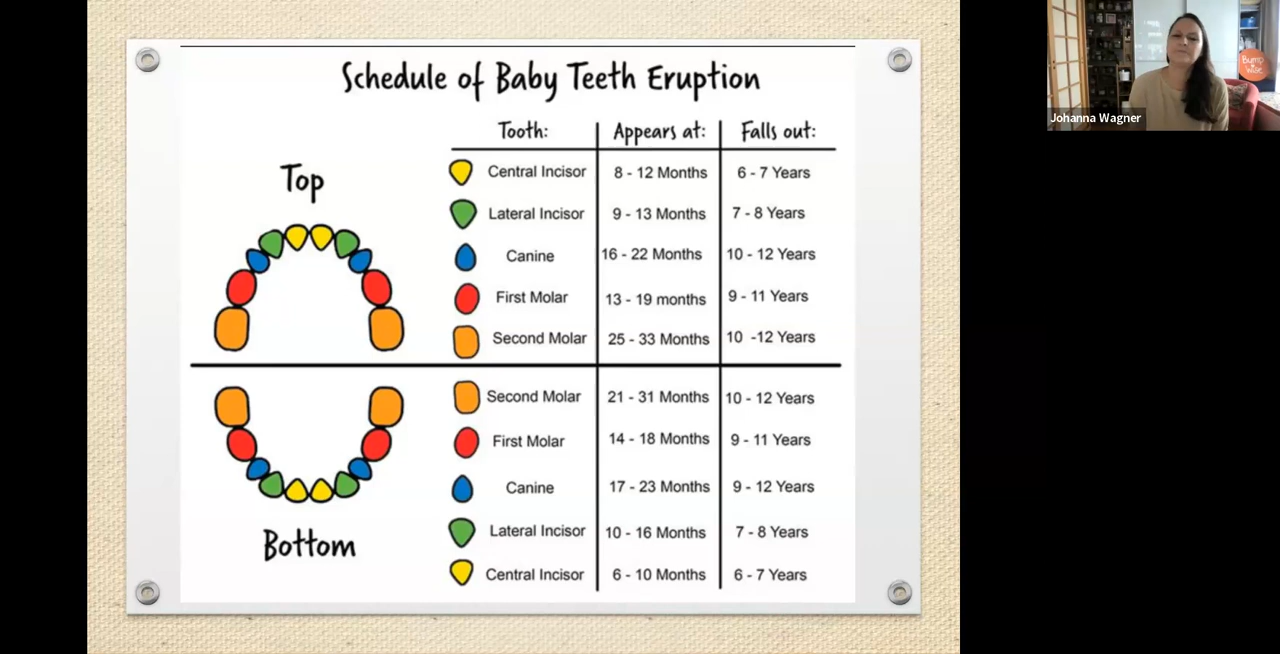 Schedule of Baby Teeth Eruption
Tooth: Appears at: Falls out:
Top
Central Incisor 8 - 12 Months 6 - 7 Years
Lateral Incisor 9 - 13 Months 7 - 8 Years
Canine 16 - 22 Months 10 - 12 Years
First Molar 13 - 19 months 9 - 11 Years
Second Molar 25 - 33 Months 10 -12 Years
Second Molar 21 - 31 Months 10 - 12 Years
First Molar 14 - 18 Months 9 - 11 Years
Canine 17 - 23 Months 9 - 12 Years
Lateral Incisor 10 - 16 Months 7 - 8 Years
Bottom
Central Incisor 6 - 10 Months 6 - 7 Years
Johanna Wagner
Bump
wise